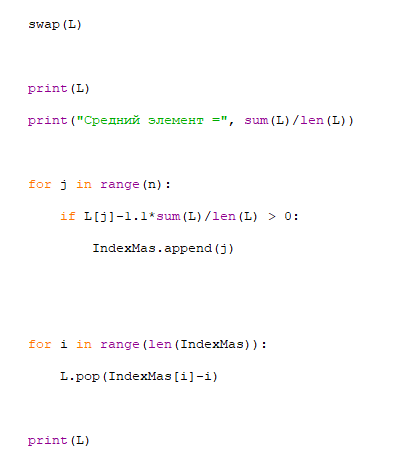 swap(L)
print(L)
print("Средний элемент =", sum(L)/len(L))
for j in range(n):
    if L[j]-1.1*sum(L)/len(L) > 0:
        IndexMas.append(j)
for i in range(len(IndexMas)):
    L.pop(IndexMas[i]-i)
print(L)